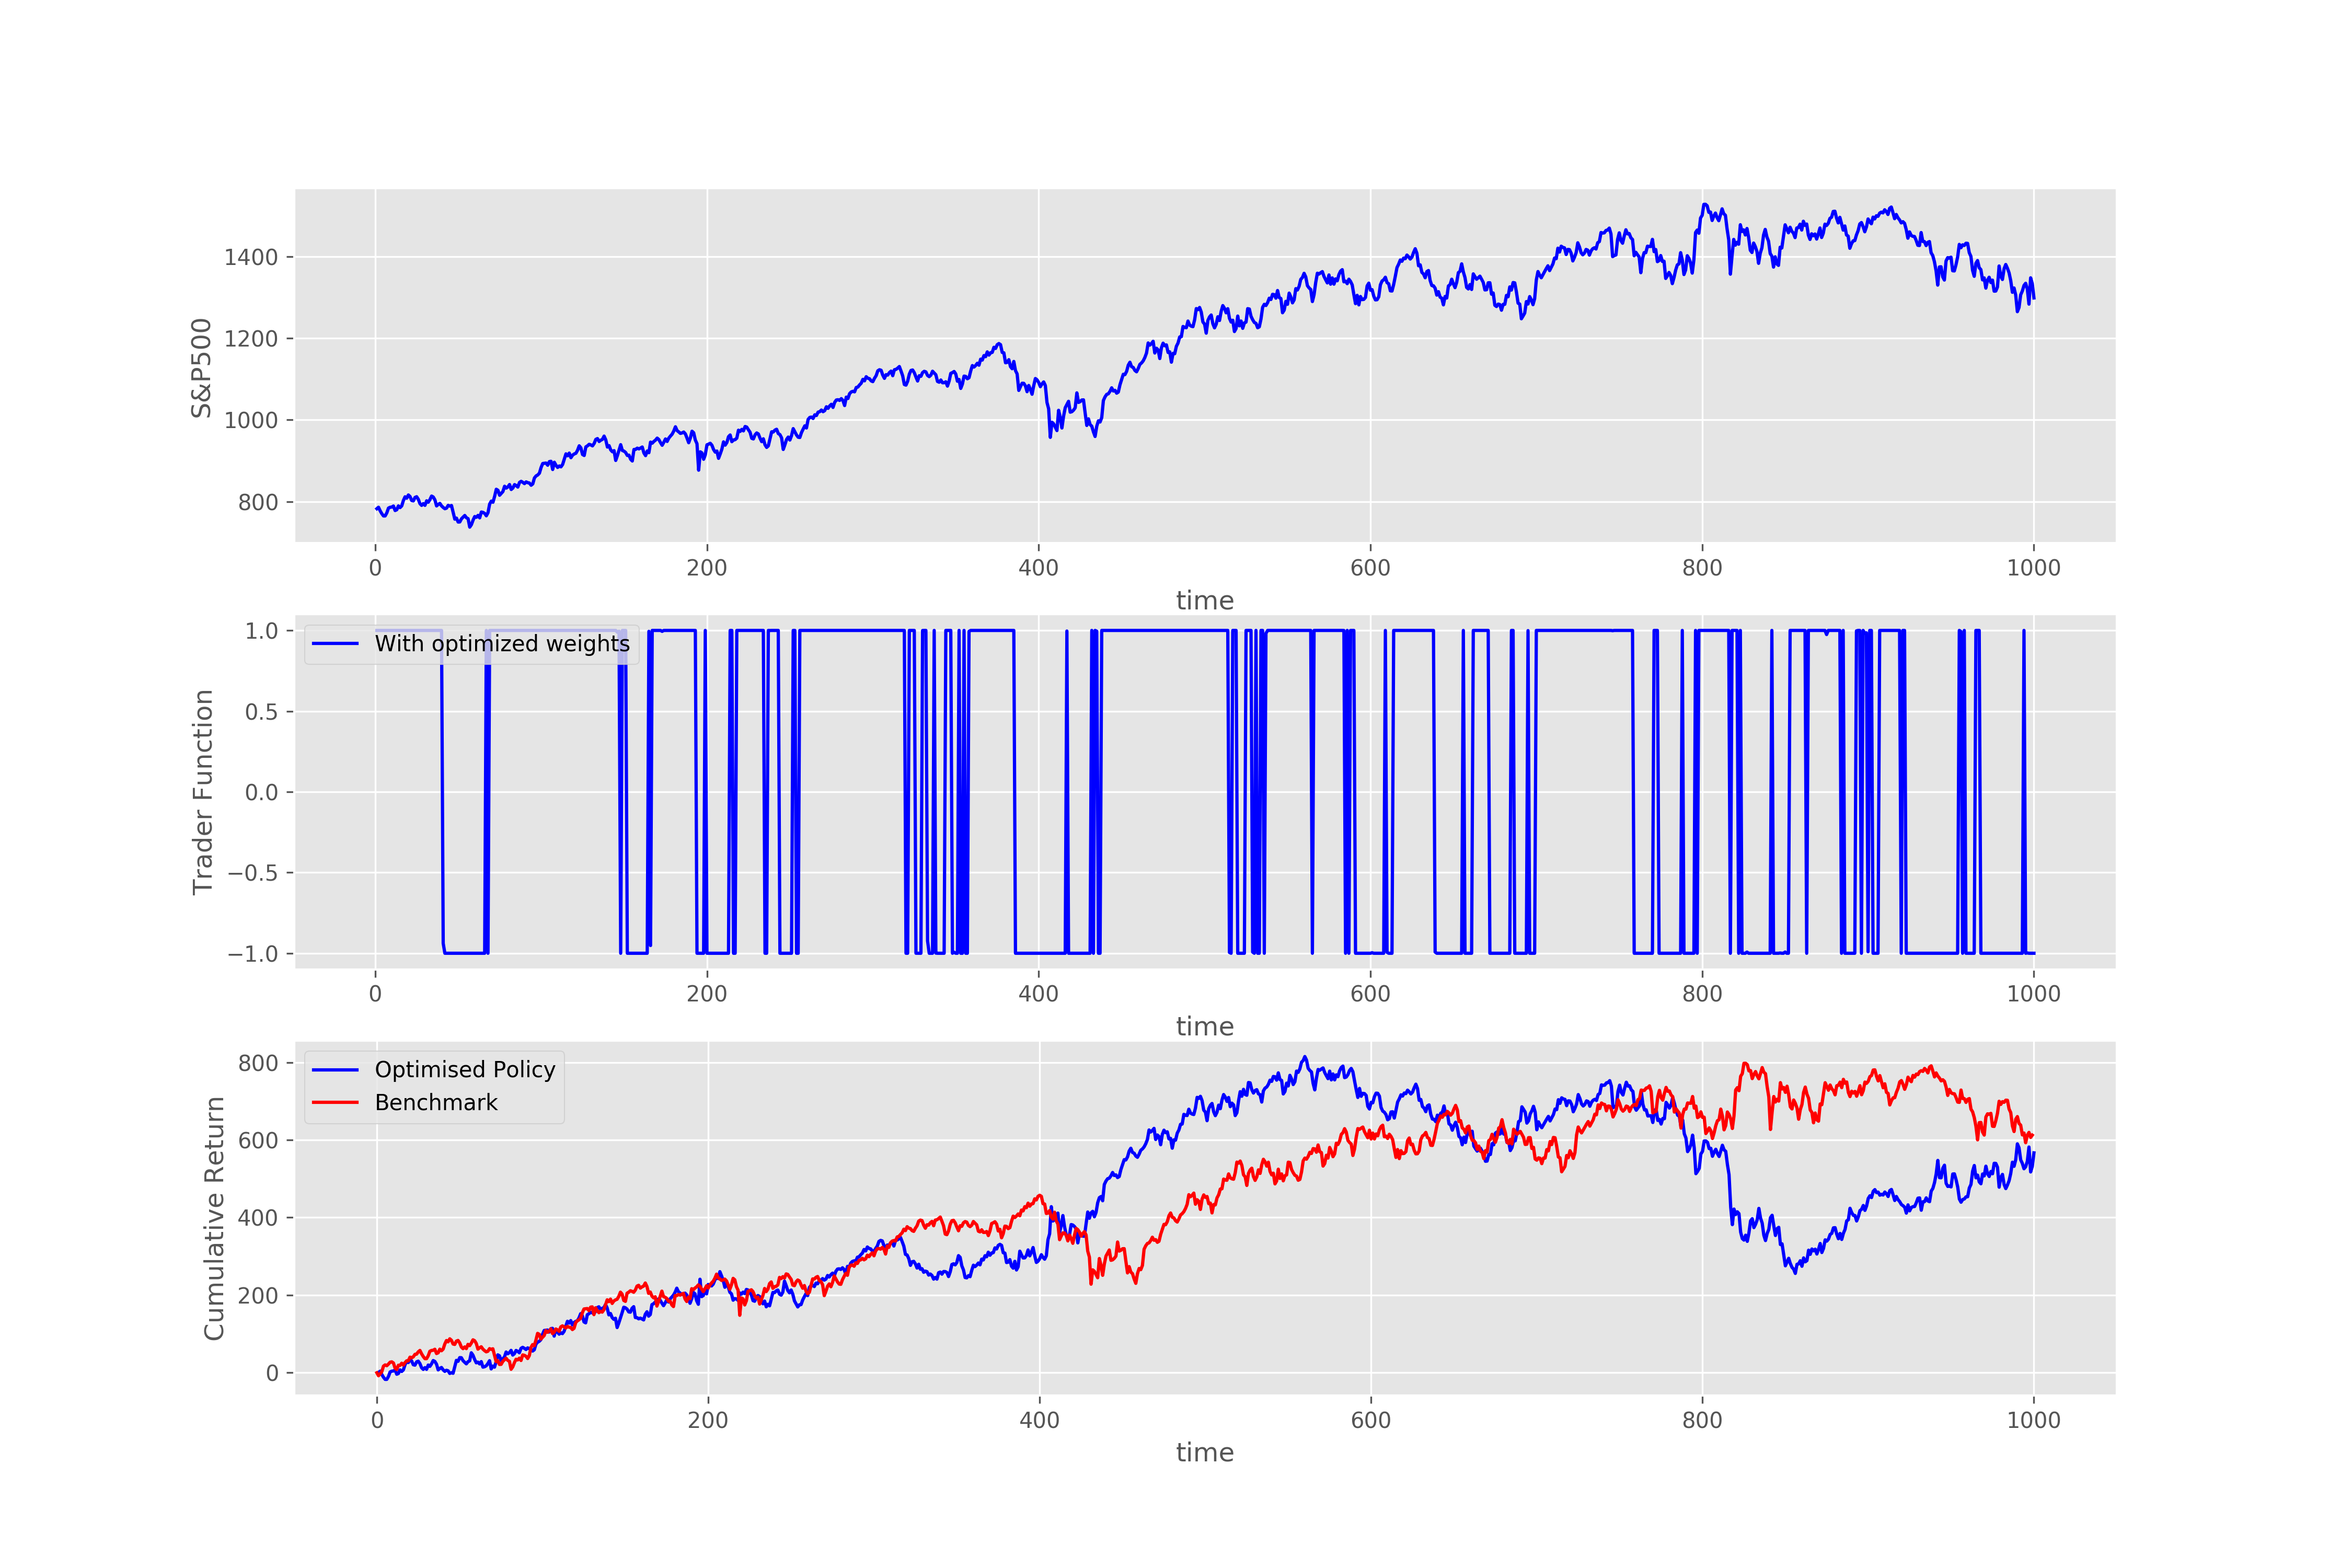 1400
1200
1000
800
S&P500
0 200 400 600 800 1000
time
With optimized weights
1.0
0.5
0.0
−0.5
−1.0
Trader Function
0 200 400 600 800 1000
time
Optimised Policy
Benchmark
800
600
400
200
0
Cumulative Return
0 200 400 600 800 1000
time